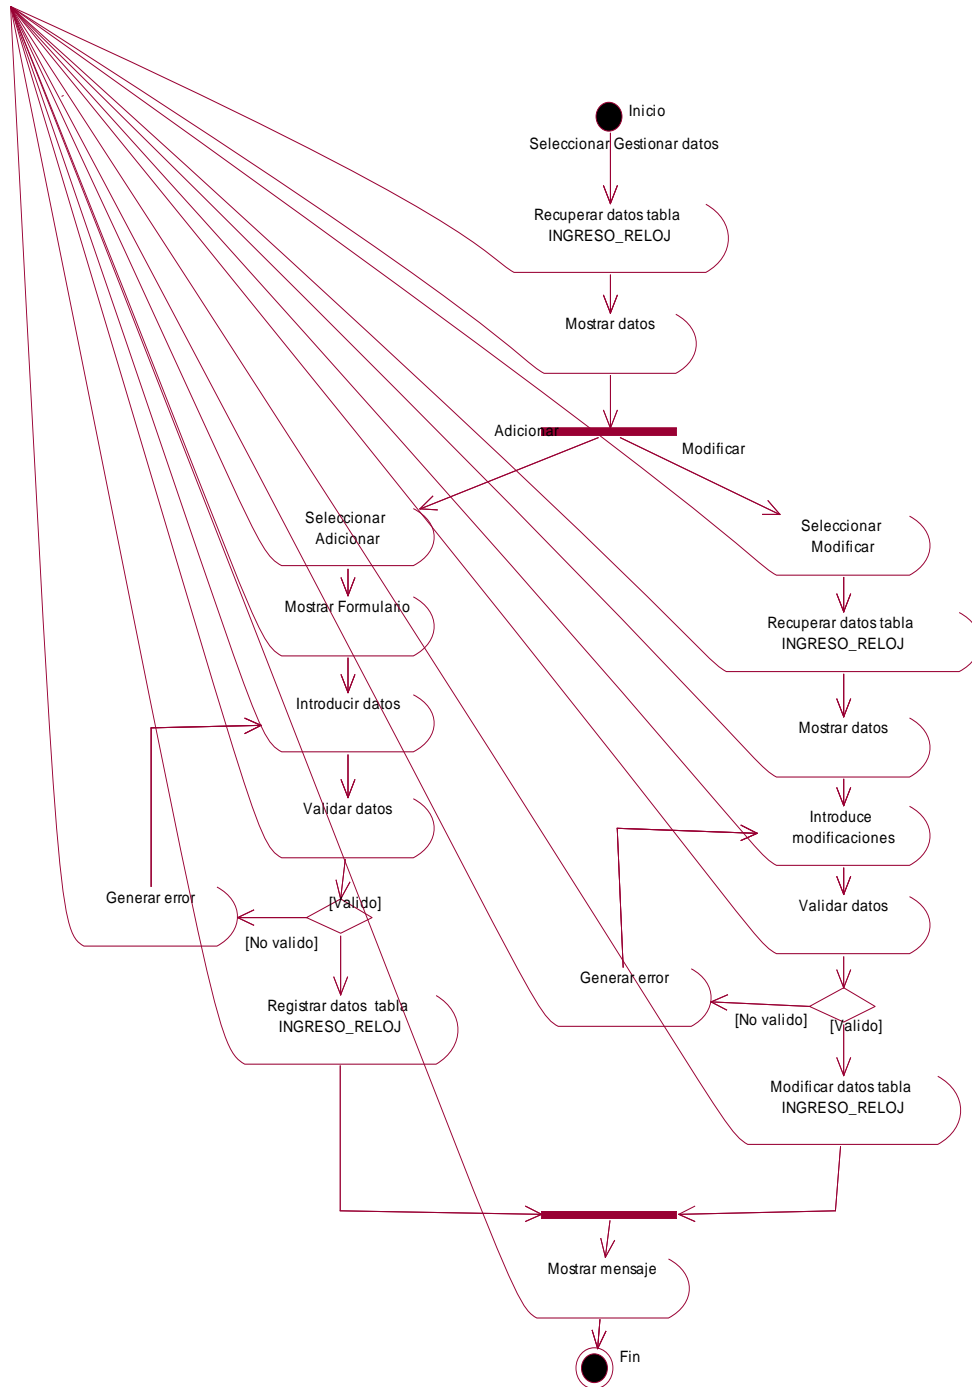 Inicio
Seleccionar Gestionar datos
Recuperar datos tabla
INGRESO_RELOJ
Mostrar datos
Adicionar
Modificar
Seleccionar
Adicionar
Seleccionar
Modificar
Mostrar Formulario
Recuperar datos tabla
INGRESO_RELOJ
Introducir datos
Mostrar datos
Validar datos
Introduce
modificaciones
Generar error
[Valido]
Validar datos
[No valido]
Generar error
Registrar datos tabla
INGRESO_RELOJ
[No valido]
[Valido]
Modificar datos tabla
INGRESO_RELOJ
Mostrar mensaje
Fin